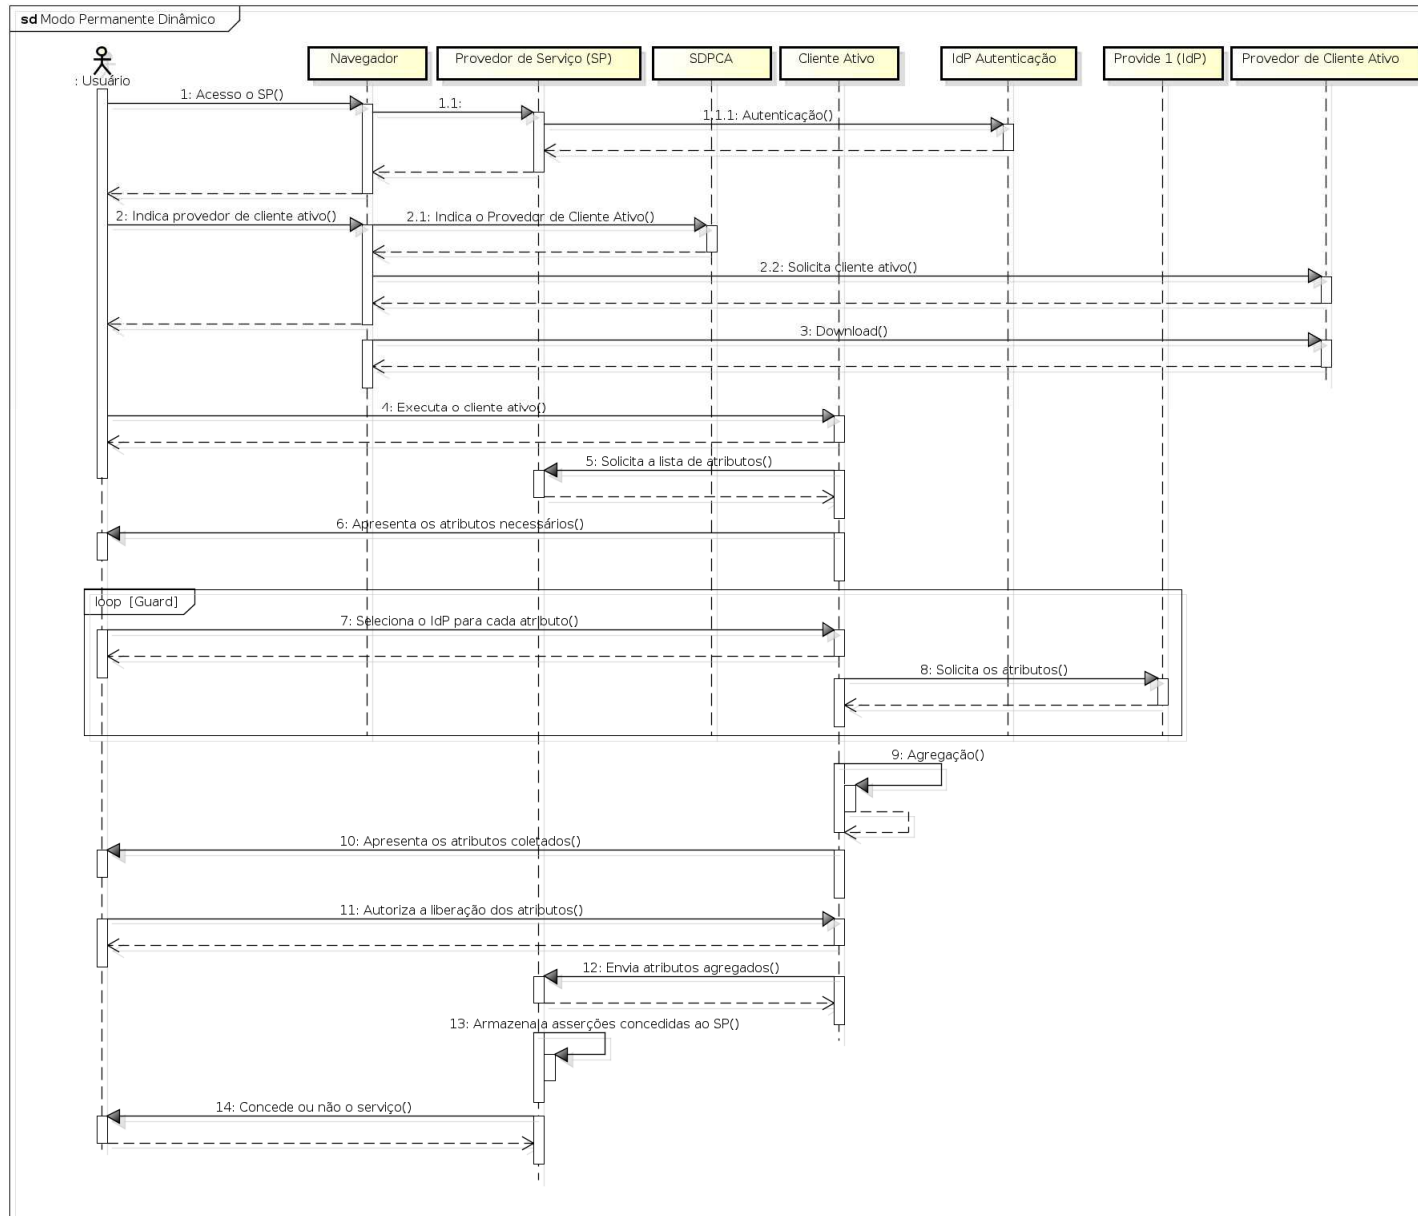 sd Modo Permanente Dinâmico
: Usuário
Navegador
Provedor de Serviço (SP)
SDPCA
Cliente Ativo
IdP Autenticação
Provide 1 (IdP)
Provedor de Cliente Ativo
1: Acesso o SP()
1.1:
1.1.1: Autenticação()
2: Indica provedor de cliente ativo()
2.1: Indica o Provedor de Cliente Ativo()
2.2: Solicita cliente ativo()
3: Download()
4: Executa o cliente ativo()
5: Solicita a lista de atributos()
6: Apresenta os atributos necessários()
loop [Guard]
7: Seleciona o IdP para cada atributo()
8: Solicita os atributos()
9: Agregação()
10: Apresenta os atributos coletados()
11: Autoriza a liberação dos atributos()
12: Envia atributos agregados()
13: Armazena a asserções concedidas ao SP()
14: Concede ou não o serviço()